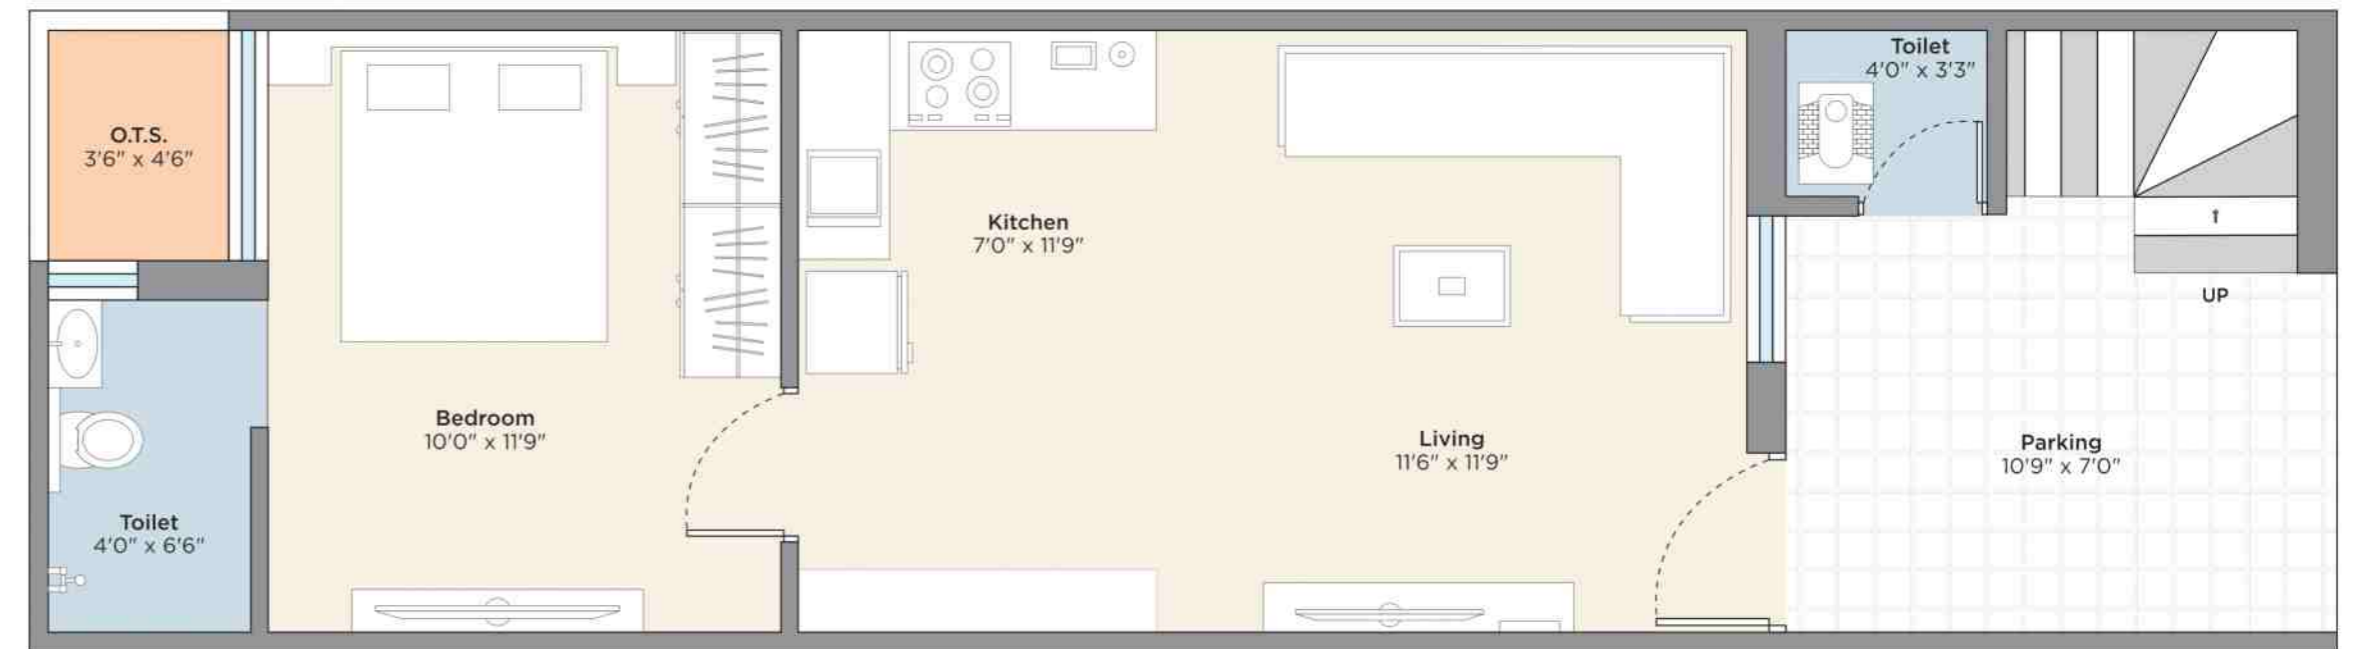 O.T.S.
3'6" x 4'6"
Toilet
4'0" x 6'6"
Bedroom
10'0" x 11'9"
Kitchen
7'0" x 11'9"
Living
11'6" x 11'9"
Toilet
4'0" x 3'3"
UP
Parking
10'9" x 7'0"